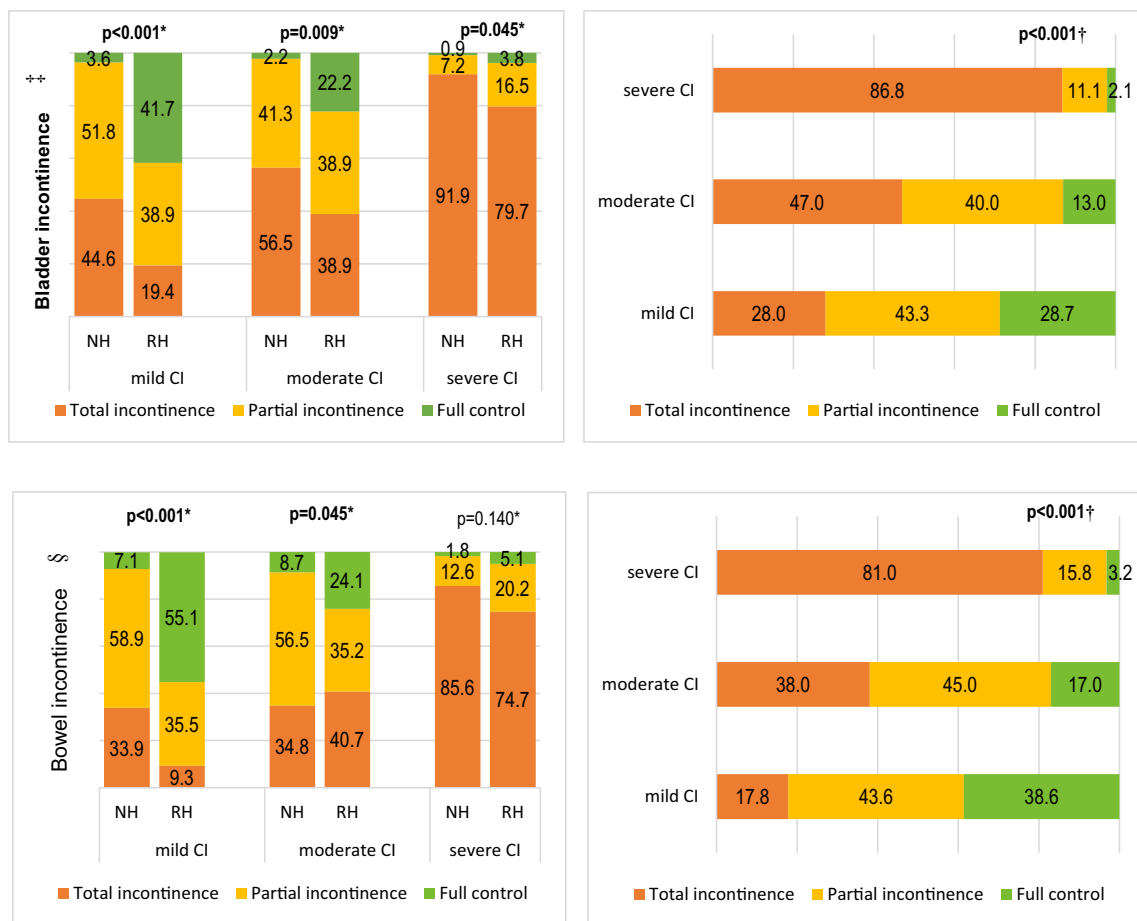 p<0.001* p=0.009* p=0.045*
Bladder incontinence ‡
3.6 41.7 2.2 22.2 0.9 3.8
51.8 38.9 41.3 38.9 7.2 16.5
44.6 19.4 56.5 38.9 91.9 79.7
NH RH NH RH NH RH
mild CI moderate CI severe CI
Total incontinence Partial incontinence Full control
p<0.001†
severe CI 86.8 11.1 2.1
moderate CI 47.0 40.0 13.0
mild CI 28.0 43.3 28.7
Total incontinence Partial incontinence Full control
p<0.001* p=0.045* p=0.140*
Bowel incontinence §
7.1 55.1 8.7 24.1 1.8 5.1
58.9 35.5 56.5 35.2 12.6 20.2
33.9 9.3 34.8 40.7 85.6 74.7
NH RH NH RH NH RH
mild CI moderate CI severe CI
Total incontinence Partial incontinence Full control
p<0.001†
severe CI 81.0 15.8 3.2
moderate CI 38.0 45.0 17.0
mild CI 17.8 43.6 38.6
Total incontinence Partial incontinence Full control